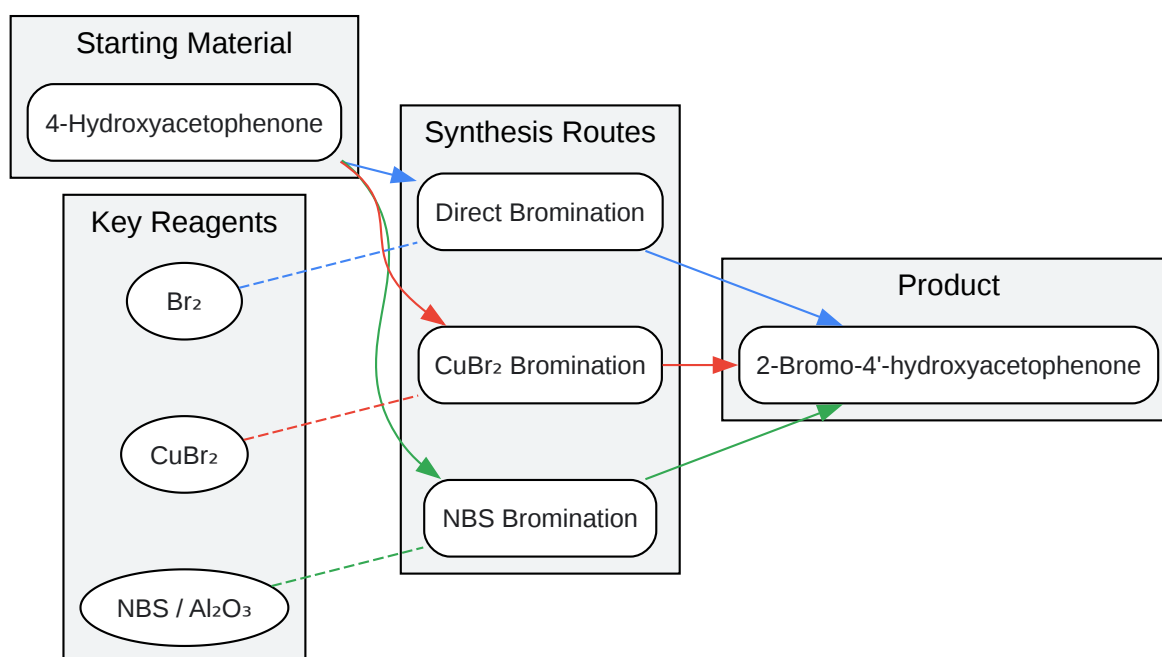 Starting Material
4-Hydroxyacetophenone
Key Reagents
Br₂
CuBr₂
NBS / Al₂O₃
Synthesis Routes
Direct Bromination
CuBr₂ Bromination
NBS Bromination
Product
2-Bromo-4'-hydroxyacetophenone